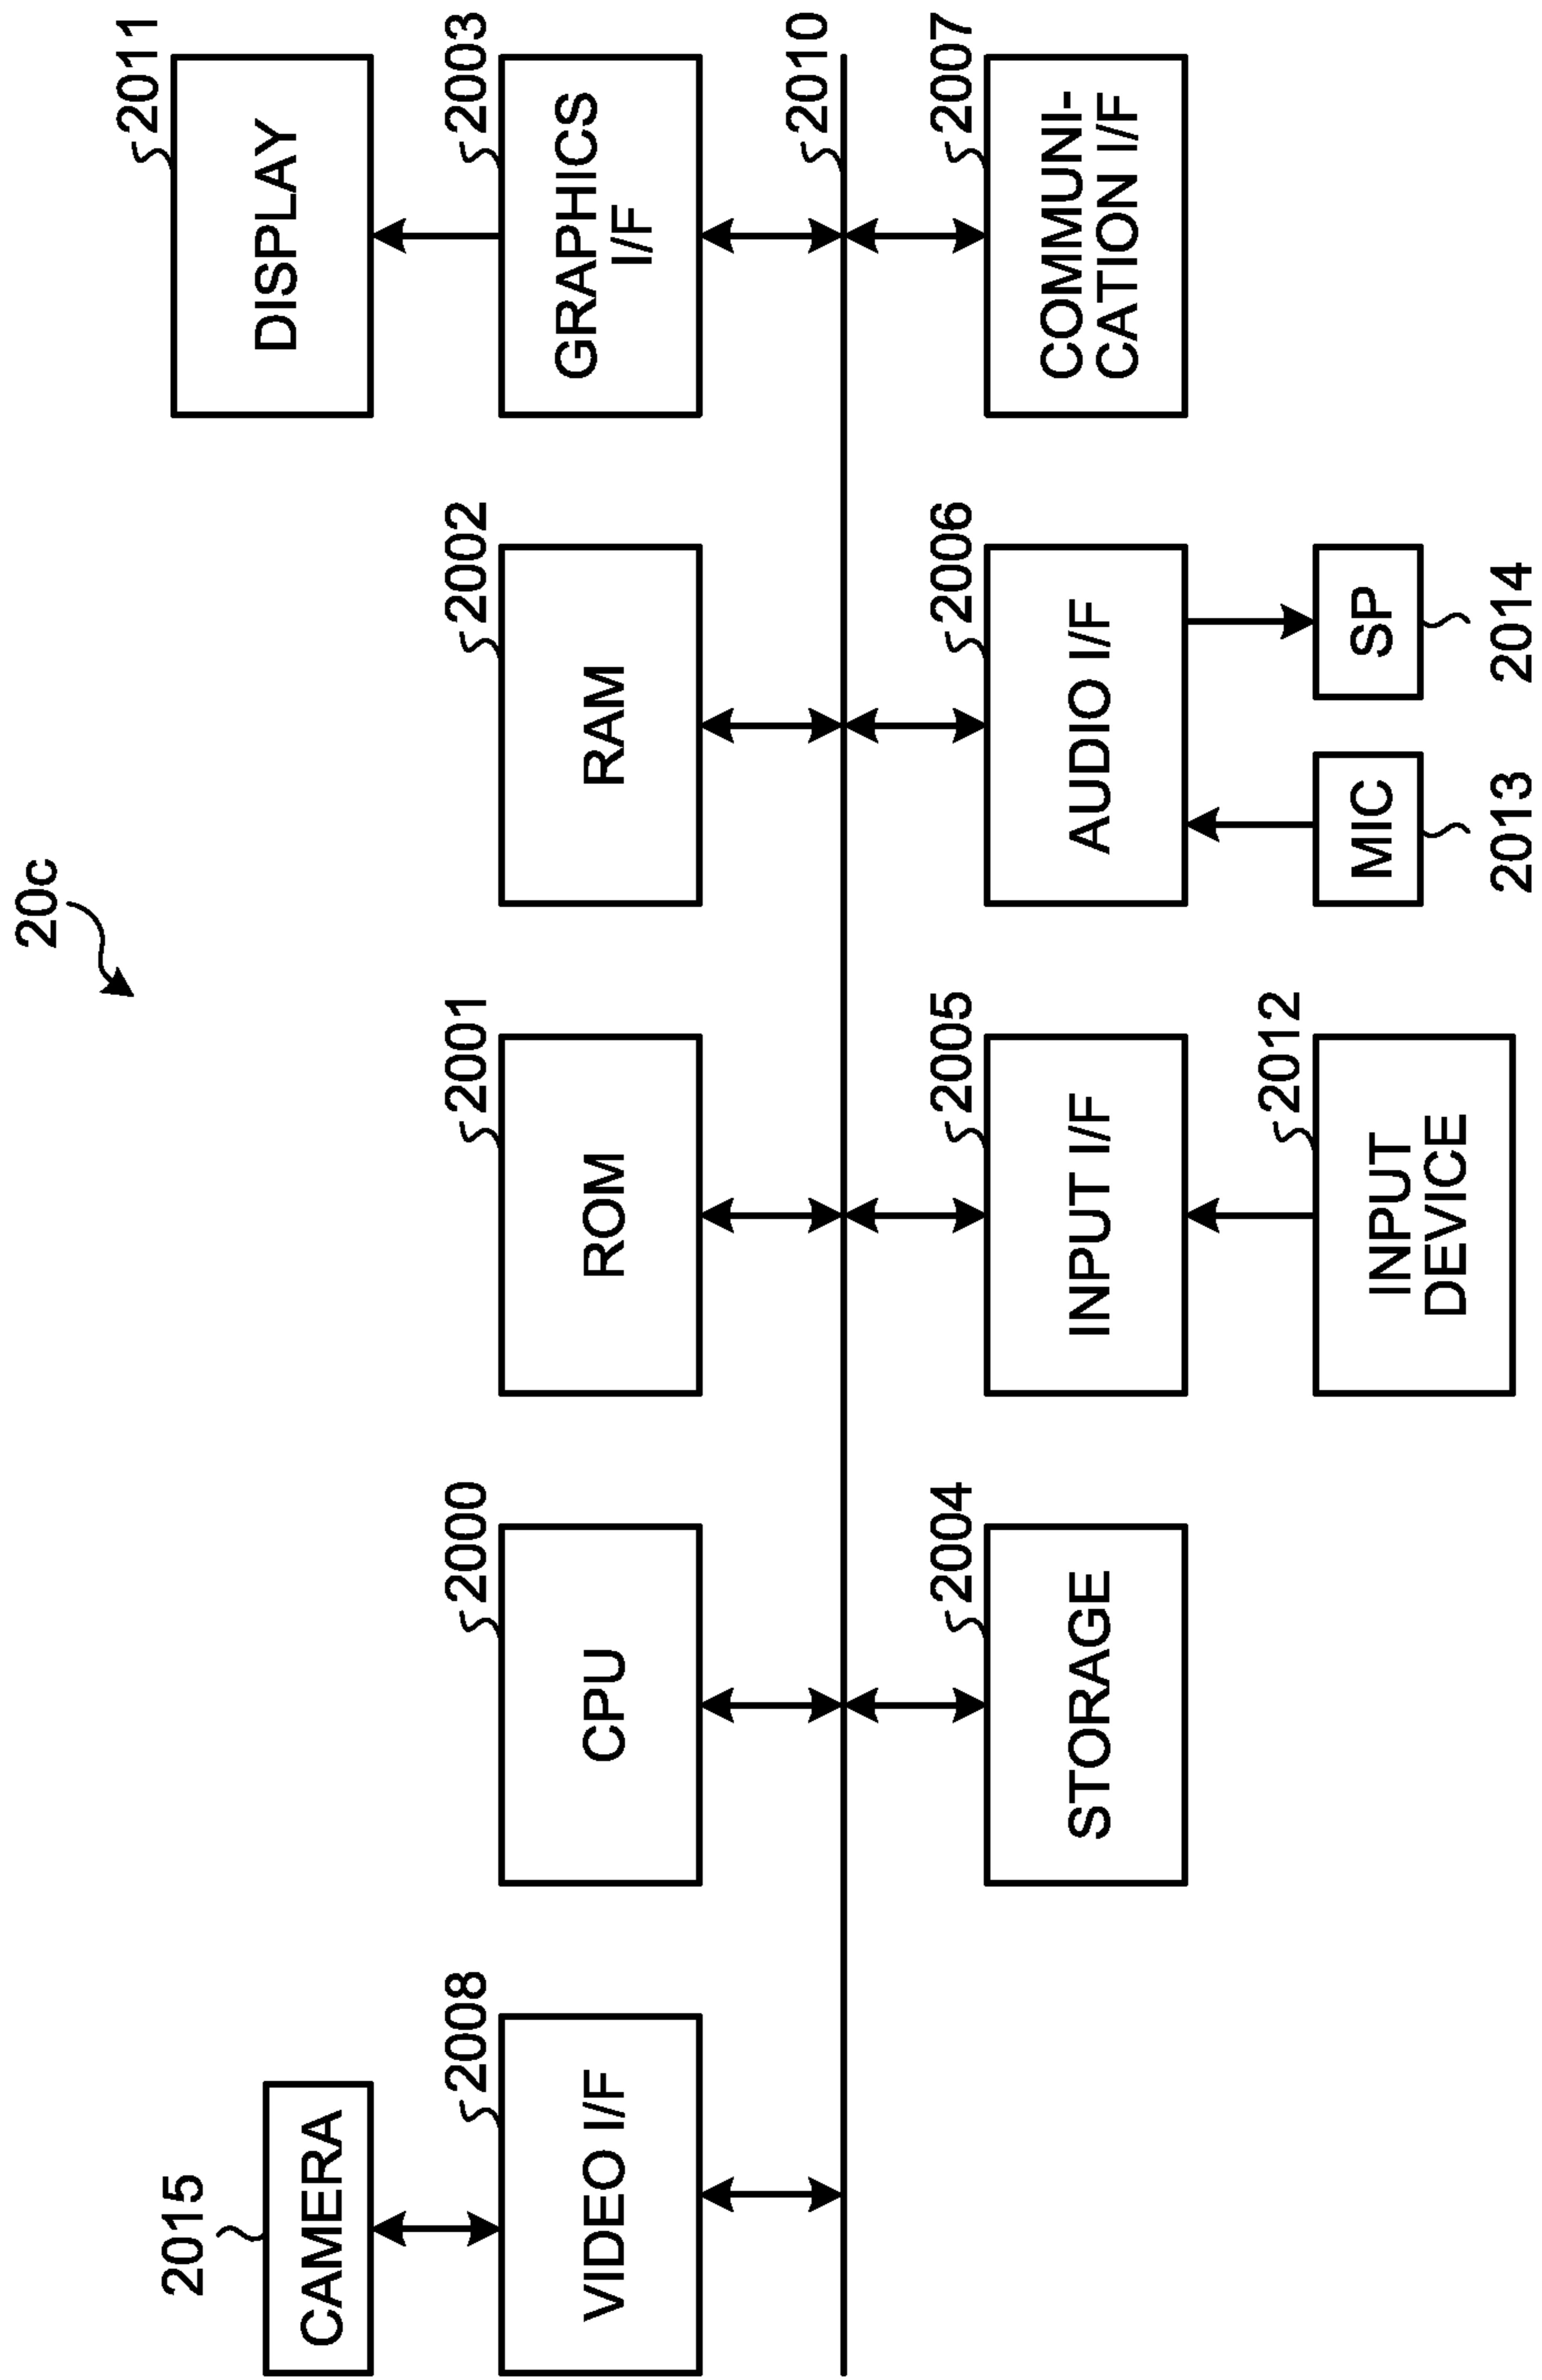 20c
2015
CAMERA
2011
DISPLAY
2008
VIDEO I/F
2000
CPU
2001
ROM
2002
RAM
2003
GRAPHICS
I/F
2010
2004
STORAGE
2005
INPUT I/F
2006
AUDIO I/F
2007
COMMUNI-
CATION I/F
2012
INPUT
DEVICE
MIC
SP
2013
2014